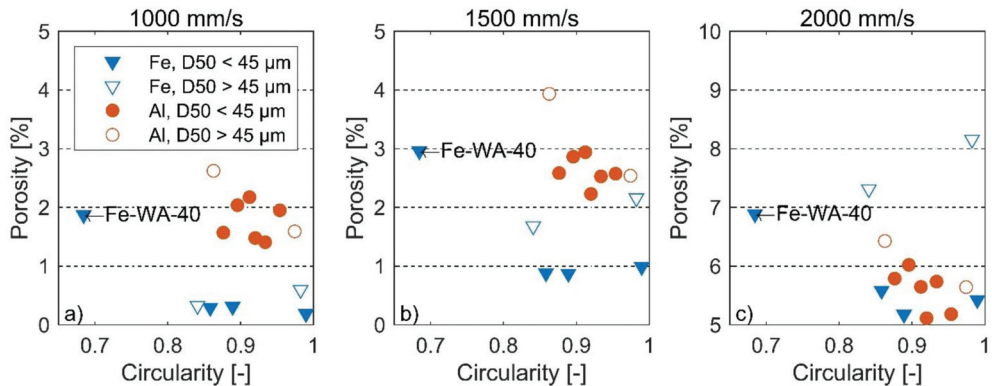 1000 mm/s
5
4
3
2
1
0
Porosity [%]
Fe, D50 < 45 µm
Fe, D50 > 45 µm
Al, D50 < 45 µm
Al, D50 > 45 µm
Fe-WA-40
a)
0.7 0.8 0.9 1
Circularity [-]
1500 mm/s
5
4
3
2
1
0
Porosity [%]
Fe-WA-40
b)
0.7 0.8 0.9 1
Circularity [-]
2000 mm/s
10
9
8
7
6
5
Porosity [%]
Fe-WA-40
c)
0.7 0.8 0.9 1
Circularity [-]